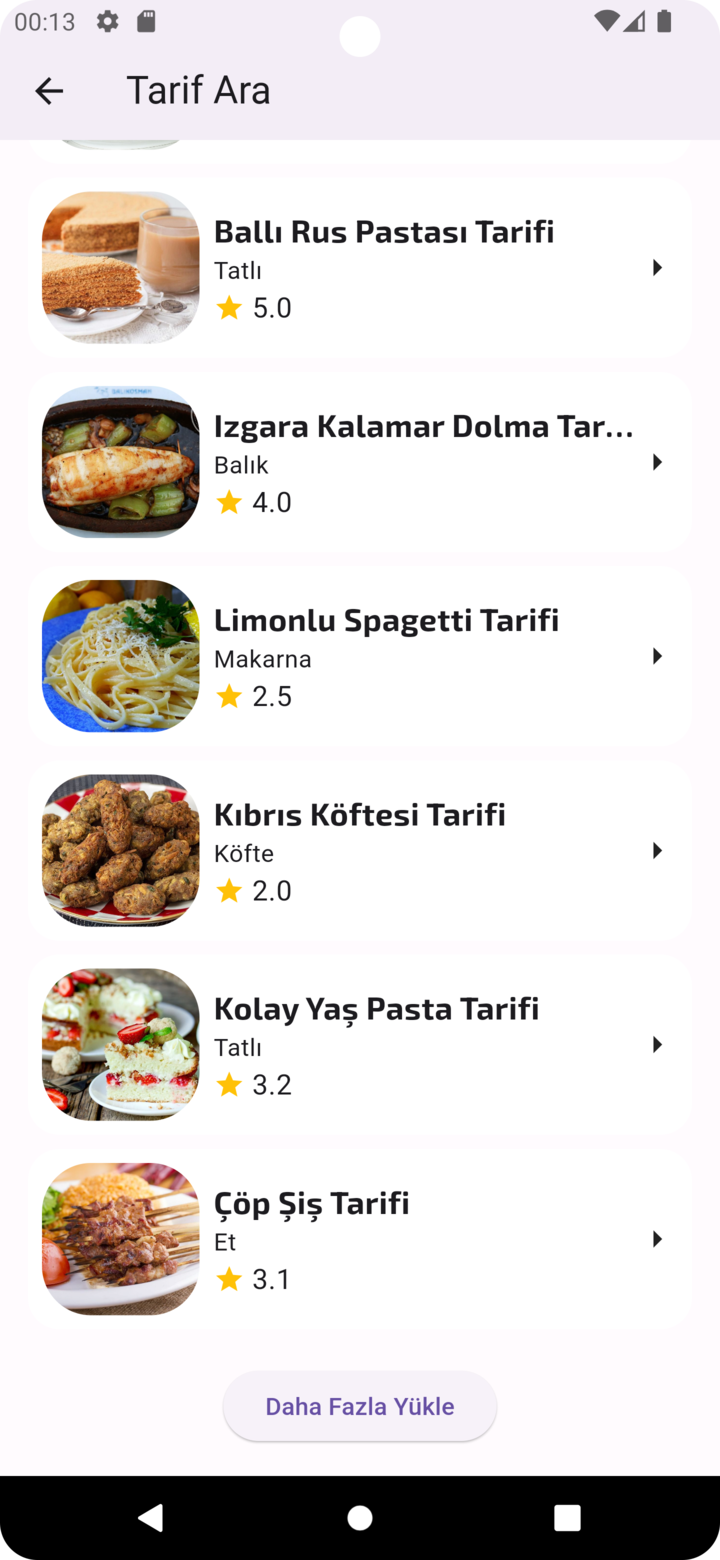 00:13
Tarif Ara
Ballı Rus Pastası Tarifi
Tatlı
5.0
Izgara Kalamar Dolma Tar...
Balık
4.0
Limonlu Spagetti Tarifi
Makarna
2.5
Kıbrıs Köftesi Tarifi
Köfte
2.0
Kolay Yaş Pasta Tarifi
Tatlı
3.2
Çöp Şiş Tarifi
Et
3.1
Daha Fazla Yükle